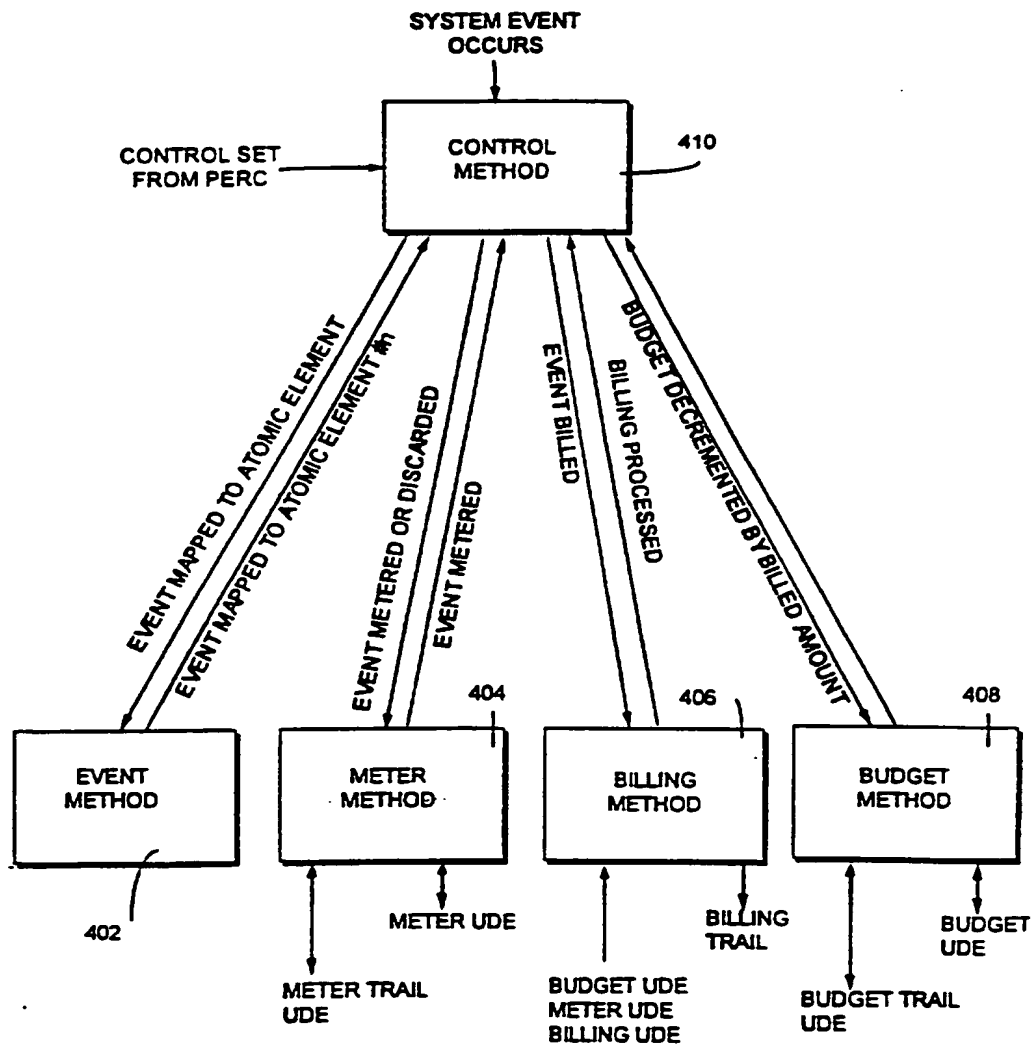 SYSTEM EVENT
OCCURS
CONTROL SET
FROM PERC
CONTROL
METHOD
410
EVENT MAPPED TO ATOMIC ELEMENT
EVENT MAPPED TO ATOMIC ELEMENT #n
EVENT METERED OR DISCARDED
EVENT METERED
EVENT BILLED
BILLING PROCESSED
BUDGET DECREMENTED BY BILLED AMOUNT
EVENT
METHOD
402
METER
METHOD
404
BILLING
METHOD
406
BUDGET
METHOD
408
METER TRAIL
UDE
METER UDE
BUDGET UDE
METER UDE
BILLING UDE
BILLING
TRAIL
BUDGET TRAIL
UDE
BUDGET
UDE